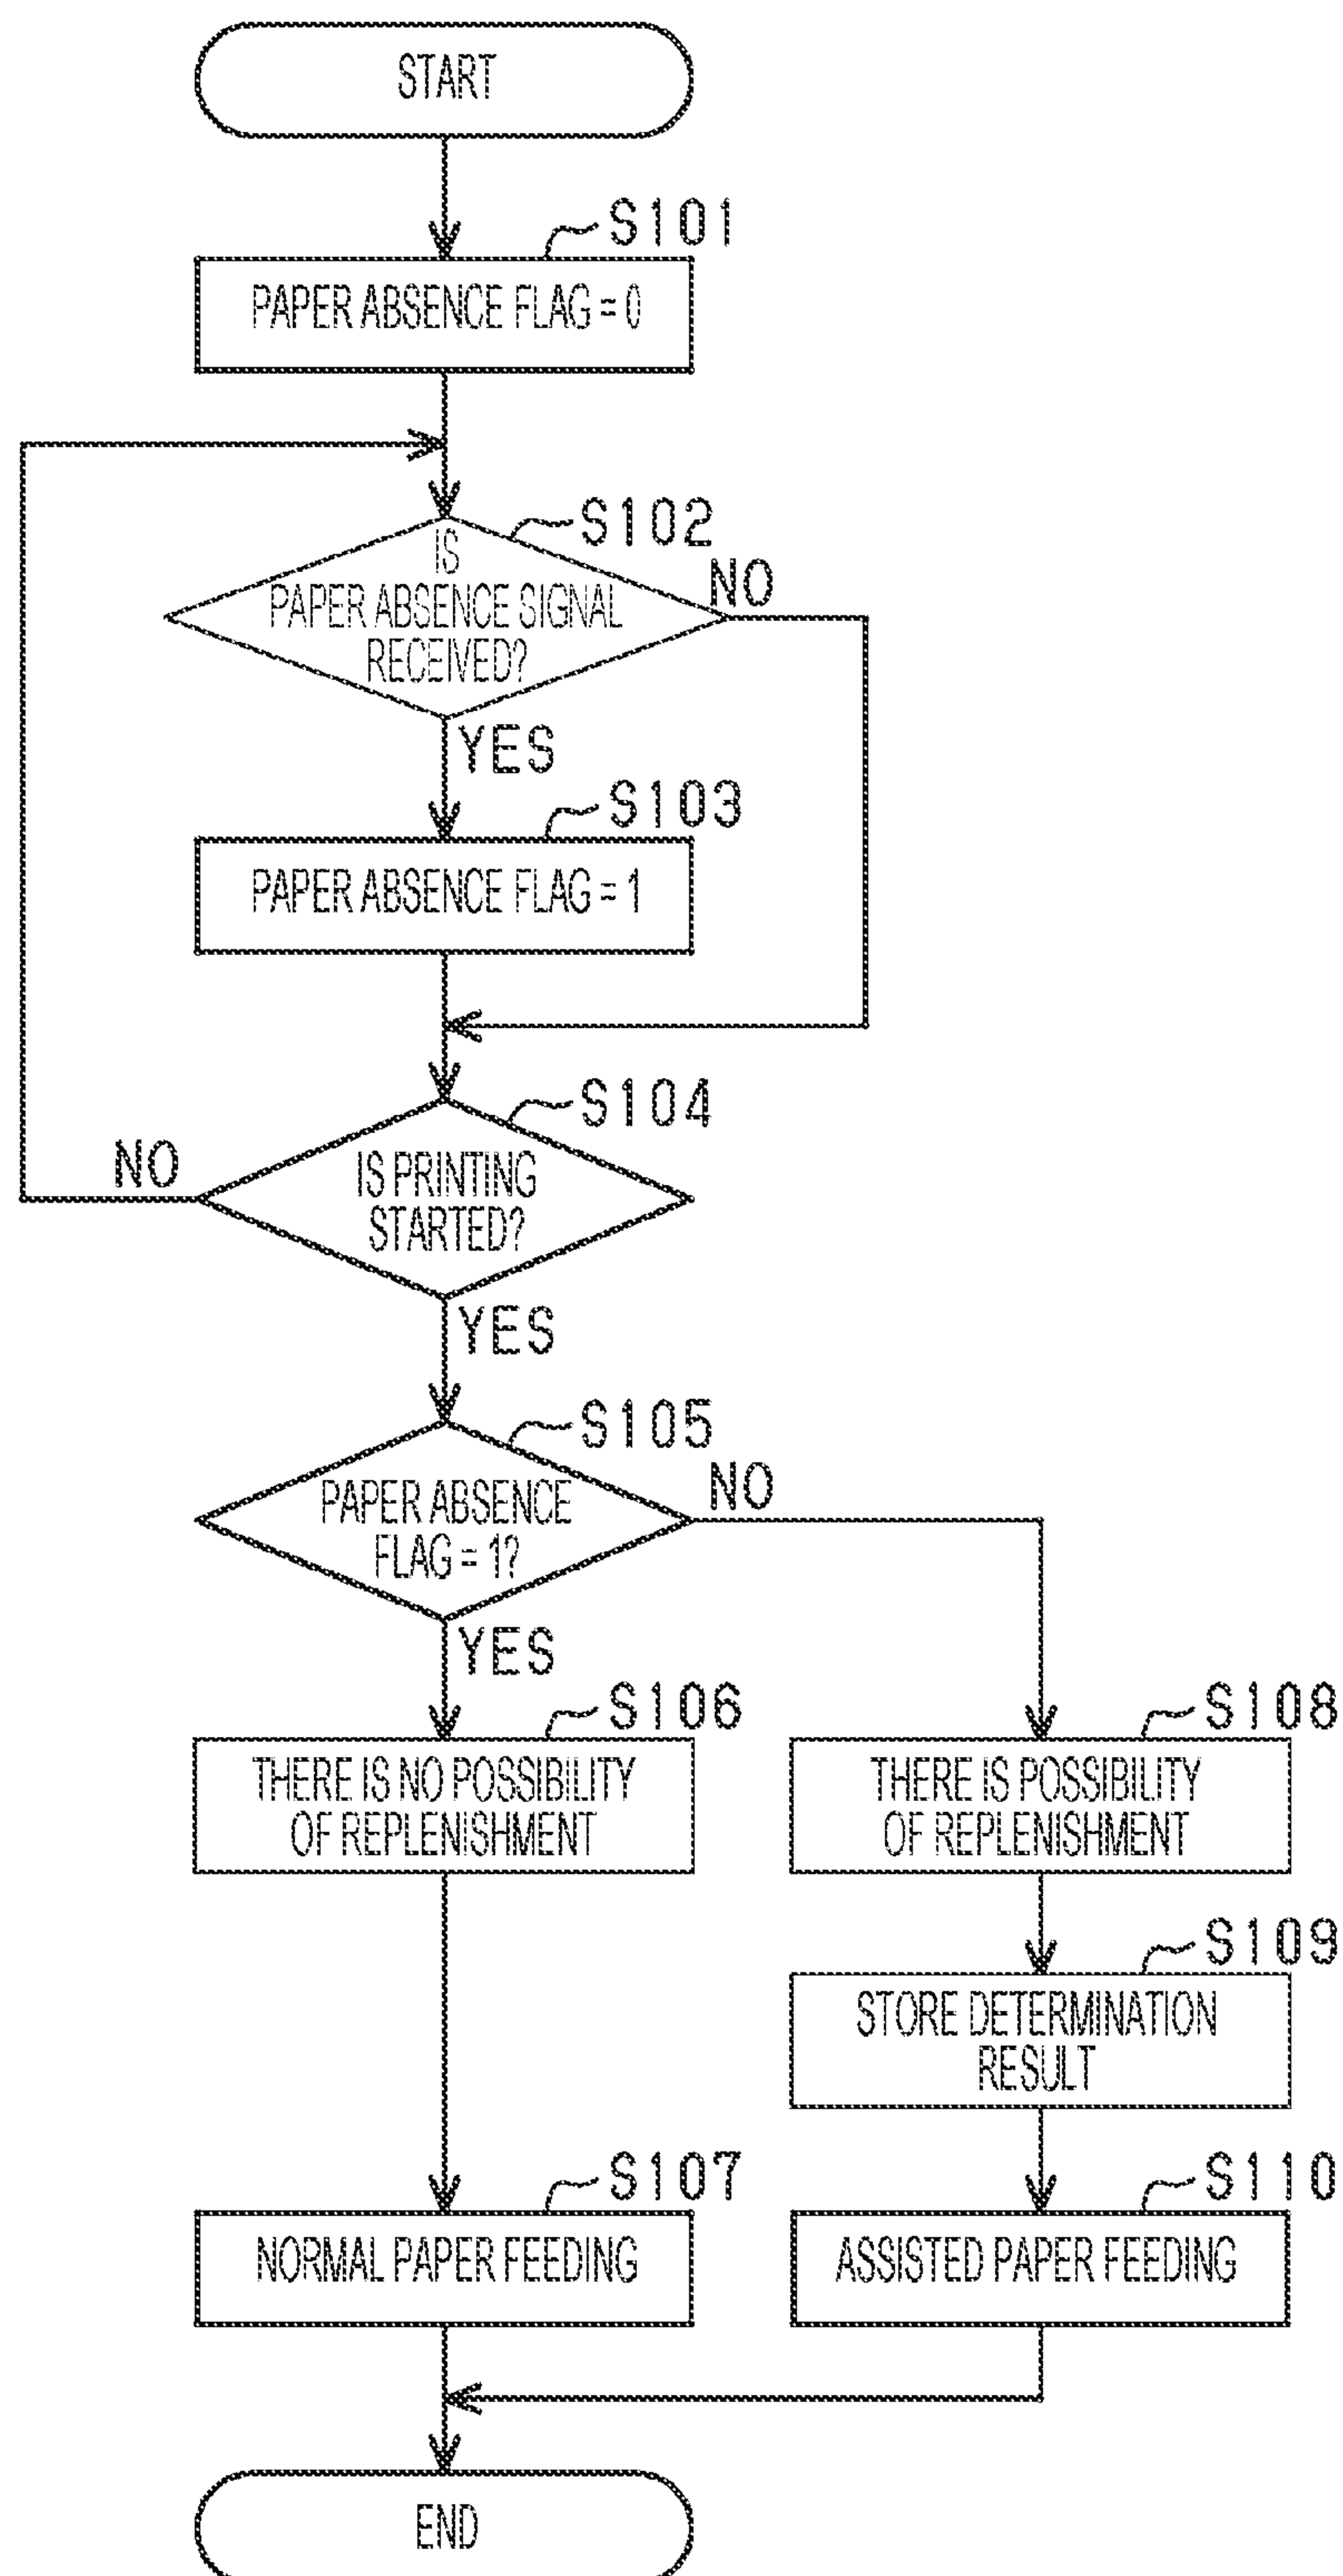 START
S101
PAPER ABSENCE FLAG = 0
S102
IS
PAPER ABSENCE SIGNAL
RECEIVED?
NO
YES
S103
PAPER ABSENCE FLAG = 1
S104
NO
IS PRINTING
STARTED?
YES
S105
PAPER ABSENCE
FLAG = 1?
NO
YES
S106
THERE IS NO POSSIBILITY
OF REPLENISHMENT
S108
THERE IS POSSIBILITY
OF REPLENISHMENT
S109
STORE DETERMINATION
RESULT
S107
NORMAL PAPER FEEDING
S110
ASSISTED PAPER FEEDING
END